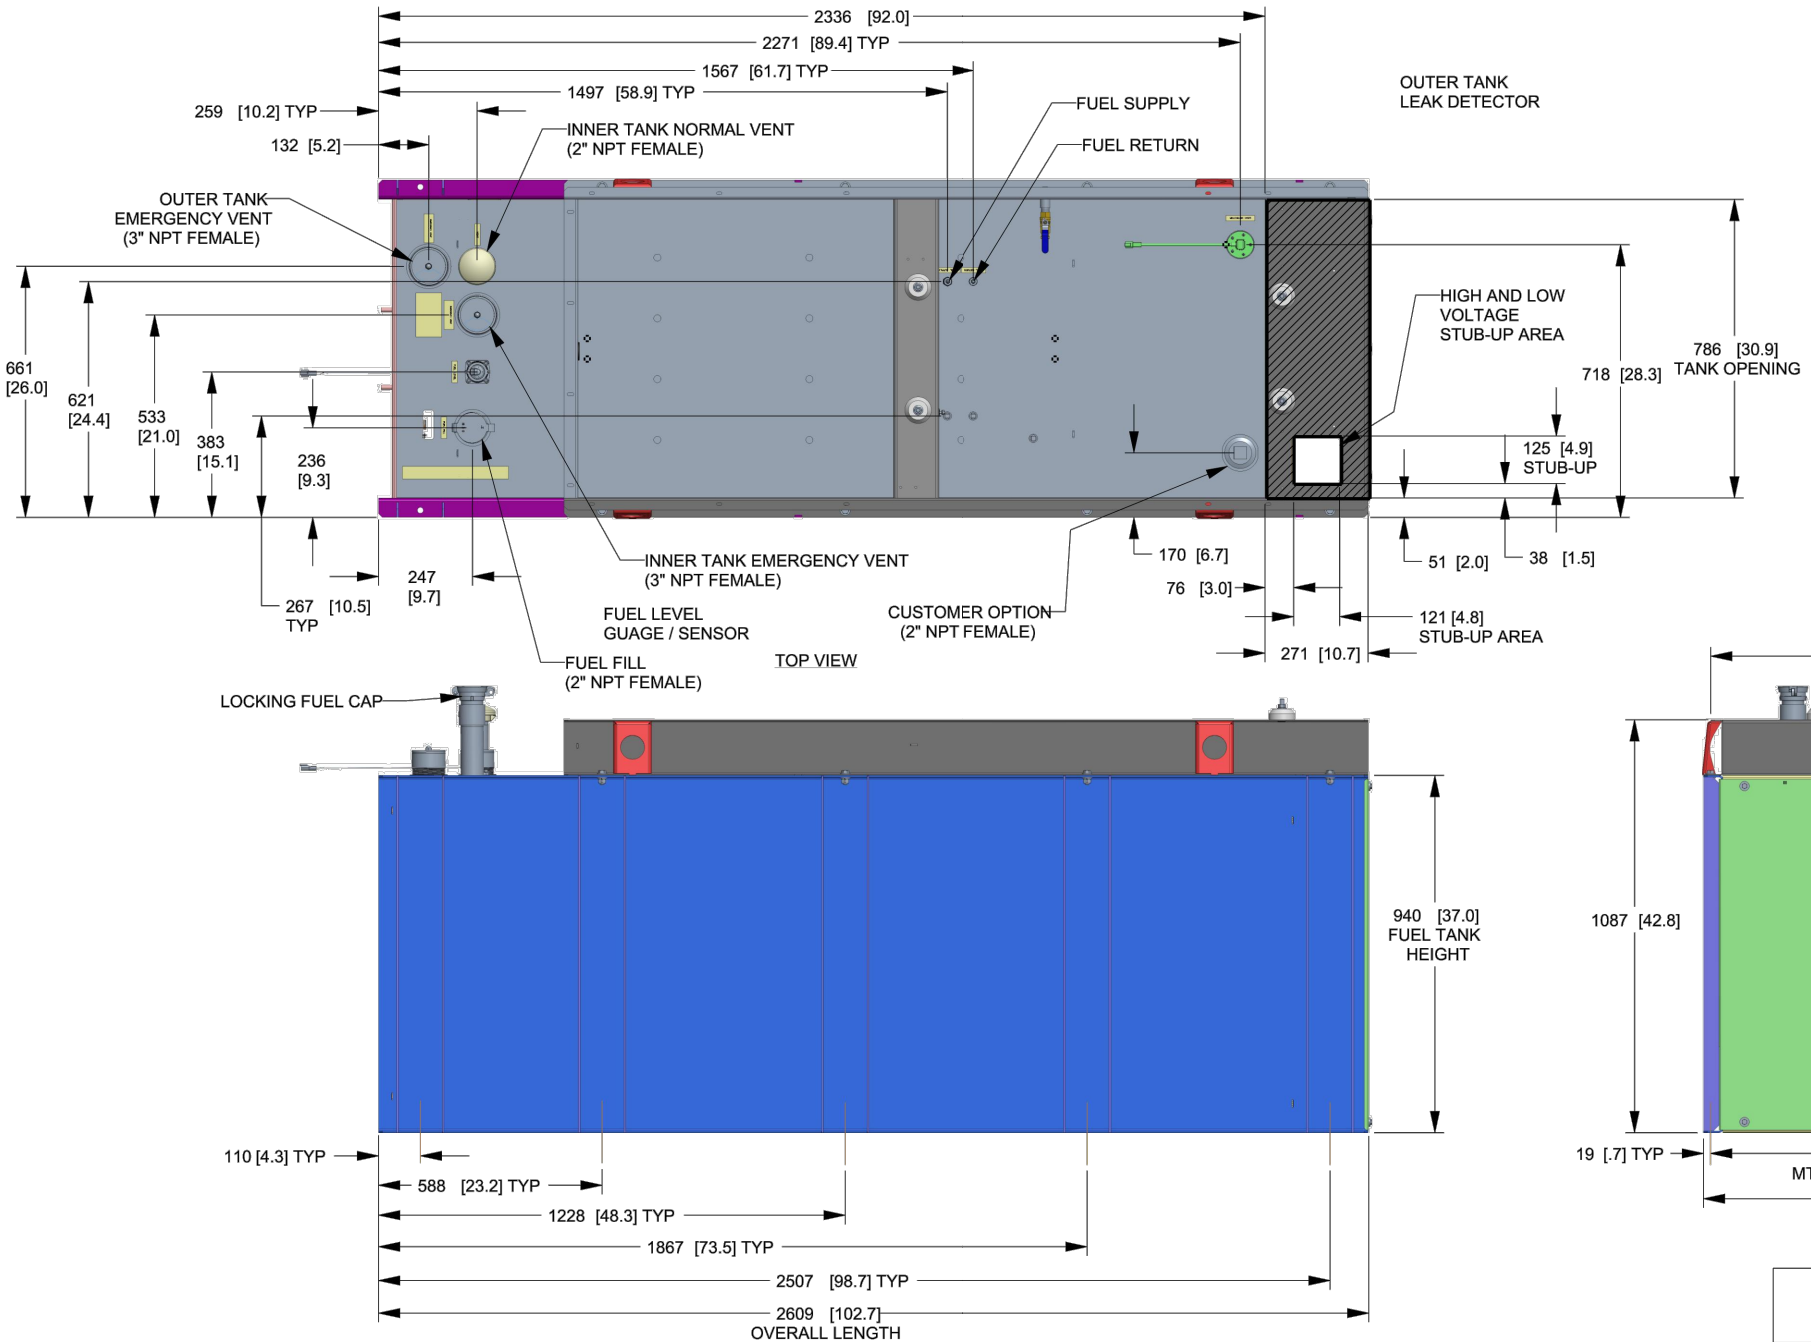 2336 [92.0]
2271 [89.4] TYP
1567 [61.7] TYP
1497 [58.9] TYP
259 [10.2] TYP
132 [5.2]
INNER TANK NORMAL VENT
(2" NPT FEMALE)
FUEL SUPPLY
FUEL RETURN
OUTER TANK
LEAK DETECTOR
OUTER TANK
EMERGENCY VENT
(3" NPT FEMALE)
HIGH AND LOW
VOLTAGE
STUB-UP AREA
786 [30.9]
TANK OPENING
718 [28.3]
661
[26.0]
621
[24.4]
533
[21.0]
383
[15.1]
236
[9.3]
125 [4.9]
STUB-UP
170 [6.7]
51 [2.0]
38 [1.5]
76 [3.0]
INNER TANK EMERGENCY VENT
(3" NPT FEMALE)
247
[9.7]
267 [10.5]
TYP
FUEL LEVEL
GUAGE / SENSOR
CUSTOMER OPTION
(2" NPT FEMALE)
121 [4.8]
STUB-UP AREA
271 [10.7]
FUEL FILL
(2" NPT FEMALE)
TOP VIEW
LOCKING FUEL CAP
940 [37.0]
FUEL TANK
HEIGHT
1087 [42.8]
110 [4.3] TYP
19 [.7] TYP
MT
588 [23.2] TYP
1228 [48.3] TYP
1867 [73.5] TYP
2507 [98.7] TYP
2609 [102.7]
OVERALL LENGTH